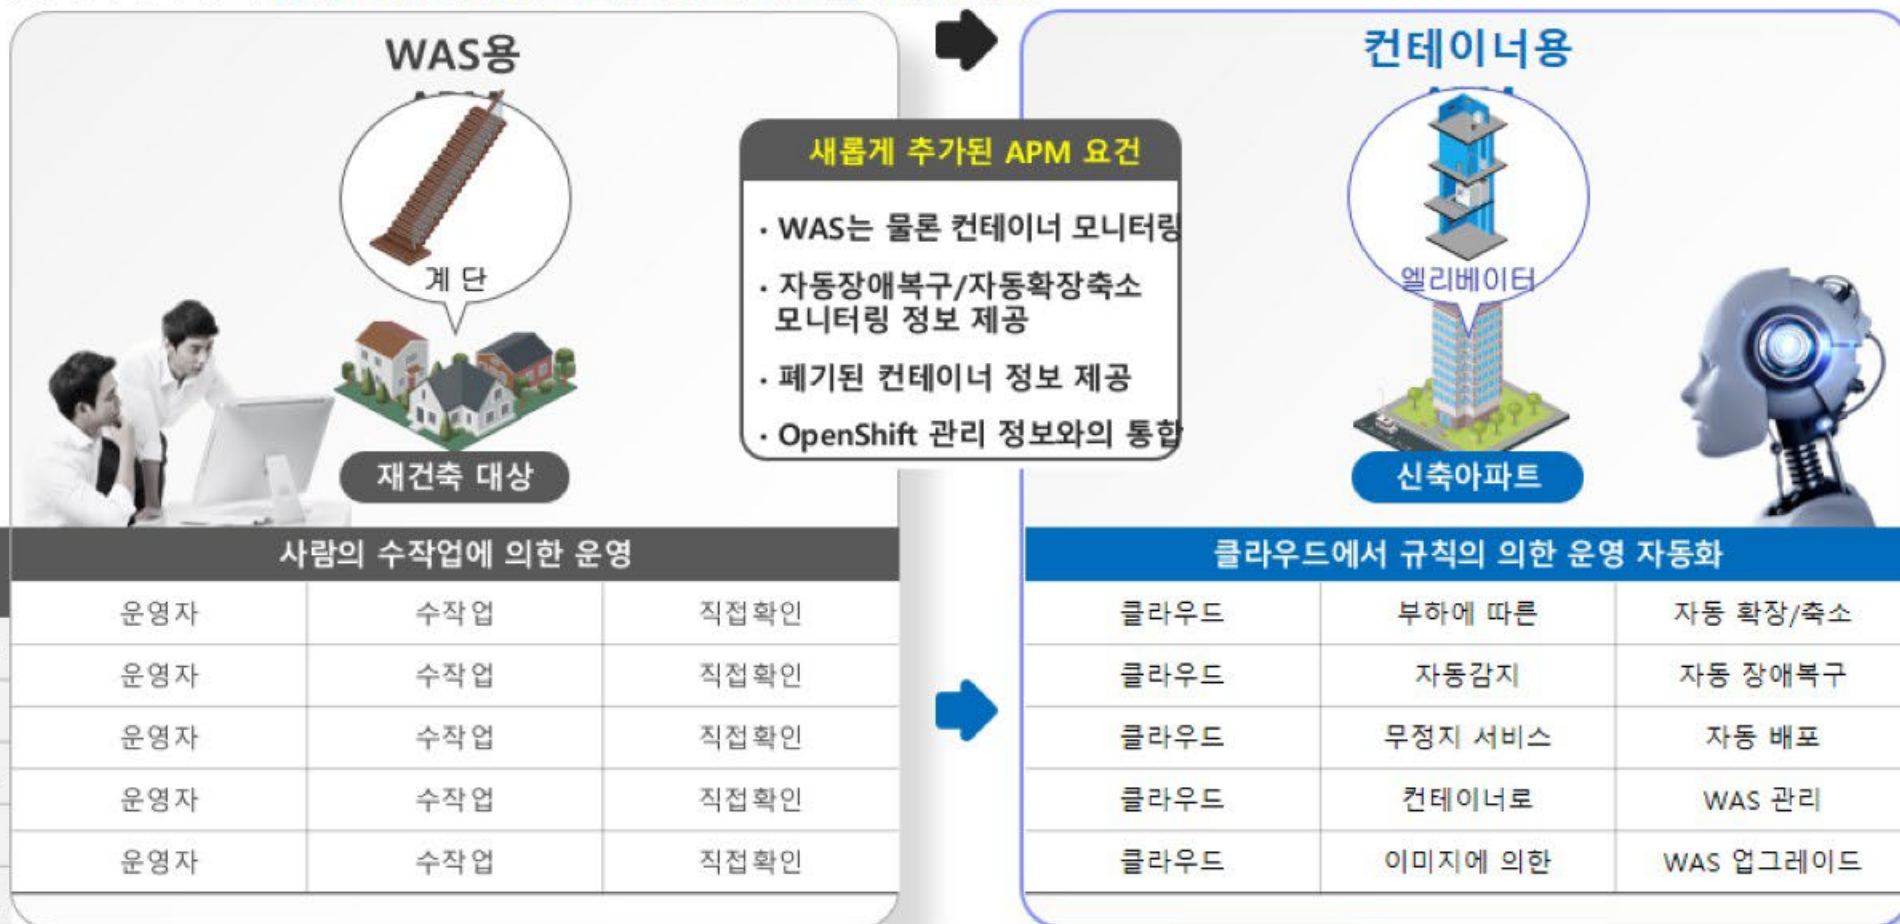 WAS용
계 단
재건축 대상
새롭게 추가된 APM 요건
· WAS는 물론 컨테이너 모니터링
· 자동장애복구/자동확장축소
모니터링 정보 제공
· 폐기된 컨테이너 정보 제공
· OpenShift 관리 정보와의 통합
컨테이너용
엘리베이터
신축아파트
사람의 수작업에 의한 운영
운영자 수작업 직접확인
운영자 수작업 직접확인
운영자 수작업 직접확인
운영자 수작업 직접확인
운영자 수작업 직접확인
클라우드에서 규칙의 의한 운영 자동화
클라우드 부하에 따른 자동 확장/축소
클라우드 자동감지 자동 장애복구
클라우드 무정지 서비스 자동 배포
클라우드 컨테이너로 WAS 관리
클라우드 이미지에 의한 WAS 업그레이드